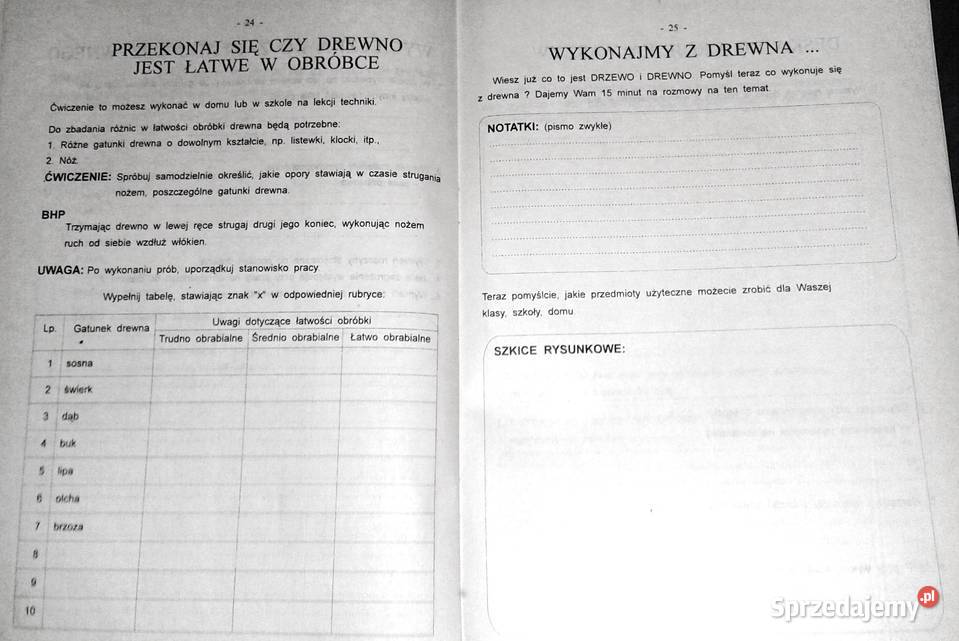 - 24 -
PRZEKONAJ SIĘ CZY DREWNO
JEST ŁATWE W OBRÓBCE
Ćwiczenie to możesz wykonać w domu lub w szkole na lekcji techniki.
Do zbadania różnic w łatwości obróbki drewna będą potrzebne:
1. Różne gatunki drewna o dowolnym kształcie, np. listewki, klocki, itp.,
2. Nóż.
ĆWICZENIE: Spróbuj samodzielnie określić, jakie opory stawiają w czasie strugania
nożem, poszczególne gatunki drewna.
BHP
Trzymając drewno w lewej ręce strugaj drugi jego koniec, wykonując nożem
ruch od siebie wzdłuż włókien.
UWAGA: Po wykonaniu prób, uporządkuj stanowisko pracy.
Wypełnij tabelę, stawiając znak "x" w odpowiedniej rubryce:
Lp. Gatunek drewna Uwagi dotyczące łatwości obróbki
Trudno obrabialne Średnio obrabialne Łatwo obrabialne
1 sosna
2 świerk
3 dąb
4 buk
5 lipa
6 olcha
7 brzoza
8
9
10
- 25 -
WYKONAJMY Z DREWNA ...
Wiesz już co to jest DRZEWO i DREWNO. Pomyśl teraz co wykonuje się
z drewna ? Dajemy Wam 15 minut na rozmowy na ten temat.
NOTATKI: (pismo zwykłe)
Teraz pomyślcie, jakie przedmioty użyteczne możecie zrobić dla Waszej
klasy, szkoły, domu.
SZKICE RYSUNKOWE:
Sprzedajemy.pl